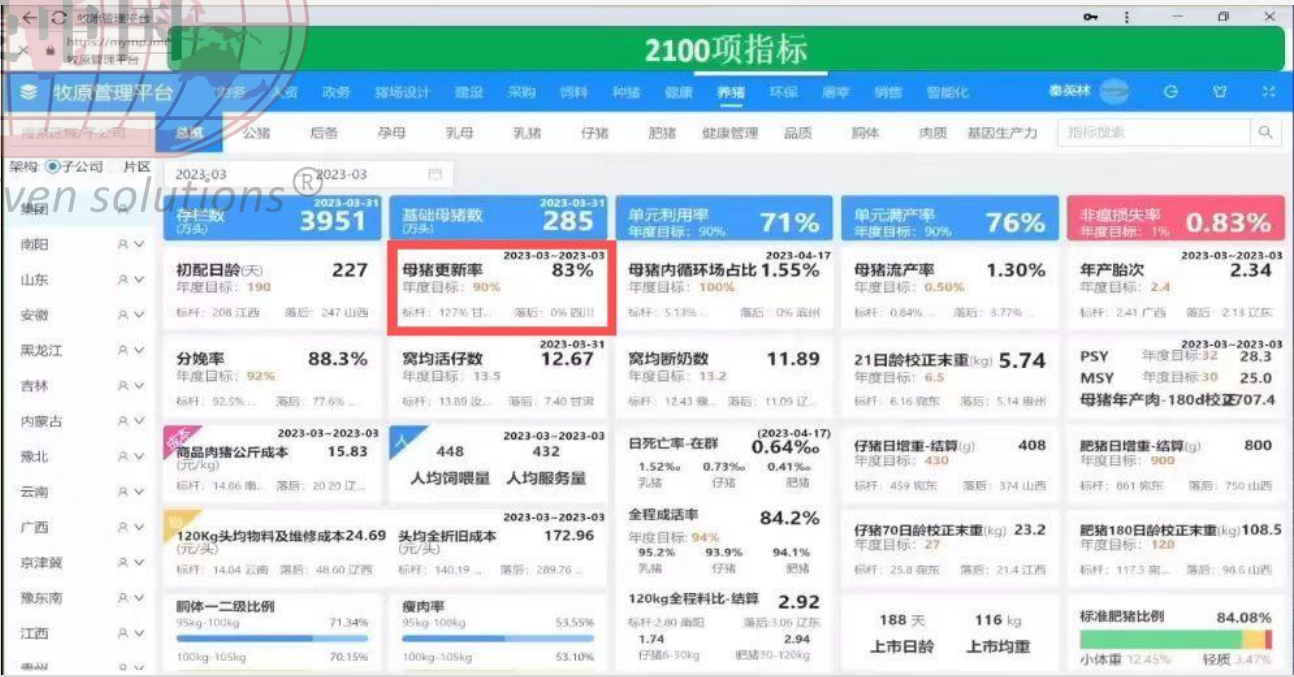 牧原管理平台
https://mymp.m
牧原管理平台
2100项指标
牧原管理平台 人资 政务 猪场设计 建设 采购 饲料 种猪 健康 养猪 环保 屠宰 销售 智能化 秦英林
总览 公猪 后备 孕母 乳母 乳猪 仔猪 肥猪 健康管理 品质 胴体 肉质 基因生产力 指标搜索
架构: 子公司 片区 2023-03 2023-03
ven solutions®
集团
南阳
山东
安徽
黑龙江
吉林
内蒙古
豫北
云南
广西
京津冀
豫东南
江西
贵州
存栏数 2023-03-31
(万头) 3951
基础母猪数 2023-03-31
(万头) 285
单元利用率 71%
年度目标: 90%
单元满产率 76%
年度目标: 90%
非瘟损失率 0.83%
年度目标: 1%
初配日龄(天) 227
年度目标: 190
标杆: 208 江西 落后: 247 山西
2023-03~2023-03
母猪更新率 83%
年度目标: 90%
标杆: 127% 甘... 落后: 0% 四川
2023-04-17
母猪内循环场占比 1.55%
年度目标: 100%
标杆: 5.13% ... 落后: 0%
母猪流产率 1.30%
年度目标: 0.50%
标杆: 0.84% ... 落后: 3.77% ...
2023-03~2023-03
年产胎次 2.34
年度目标: 2.4
标杆: 2.41 广西 落后: 2.13 辽东
分娩率 88.3%
年度目标: 92%
标杆: 92.5% ... 落后: 77.6% ...
2023-03-31
窝均活仔数 12.67
年度目标: 13.5
标杆: 13.89 落后: 7.40 甘肃
窝均断奶数 11.89
年度目标: 13.2
标杆: 12.43 落后: 11.09 辽...
21日龄校正末重(kg) 5.74
年度目标: 6.5
标杆: 6.16 皖东 落后: 5.14 贵州
2023-03~2023-03
PSY 年度目标:32 28.3
MSY 年度目标:30 25.0
母猪年产肉-180d校正707.4
成本 2023-03~2023-03
商品肉猪公斤成本 15.83
(元/kg)
标杆: 14.86 落后: 20.20 辽...
人 2023-03~2023-03
448 432
人均饲喂量 人均服务量
(2023-04-17)
日死亡率-在群 0.64‰
1.52‰ 0.73‰ 0.41‰
乳猪 仔猪 肥猪
仔猪日增重-结算(g) 408
年度目标: 430
标杆: 459 皖东 落后: 374 山西
肥猪日增重-结算(g) 800
年度目标: 900
标杆: 861 皖东 落后: 750 山西
120Kg头均物料及维修成本24.69
(元/头)
标杆: 14.04 云南 落后: 48.60 辽西
2023-03~2023-03
头均全折旧成本 172.96
(元/头)
标杆: 140.19 ... 落后: 289.76 ...
全程成活率 84.2%
年度目标: 94%
95.2% 93.9% 94.1%
乳猪 仔猪 肥猪
仔猪70日龄校正末重(kg) 23.2
年度目标: 27
标杆: 25.8 皖东 落后: 21.4 江西
肥猪180日龄校正末重(kg)108.5
年度目标: 120
标杆: 117.5 落后: 98.6 山西
胴体一二级比例
95kg-100kg 71.34%
100kg-105kg 70.15%
瘦肉率
95kg-100kg 53.55%
100kg-105kg 53.10%
120kg全程料比-结算 2.92
标杆:2.80 南阳 落后:3.06 辽东
1.74 2.94
仔猪6-30kg 肥猪30-120kg
188 天 116 kg
上市日龄 上市均重
标准肥猪比例 84.08%
小体重 12.45% 轻质 3.47%